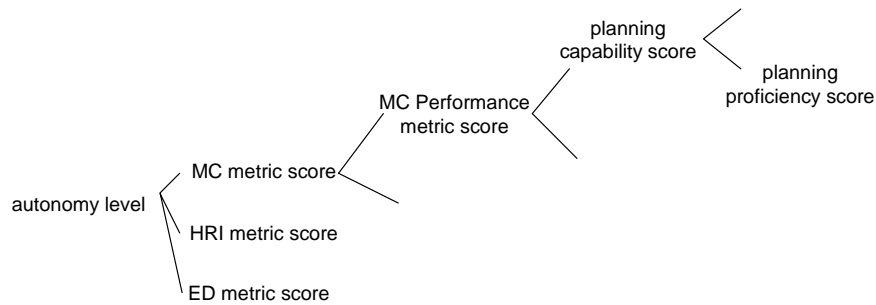 planning
capability score
planning
proficiency score
MC Performance
metric score
MC metric score
autonomy level
HRI metric score
ED metric score